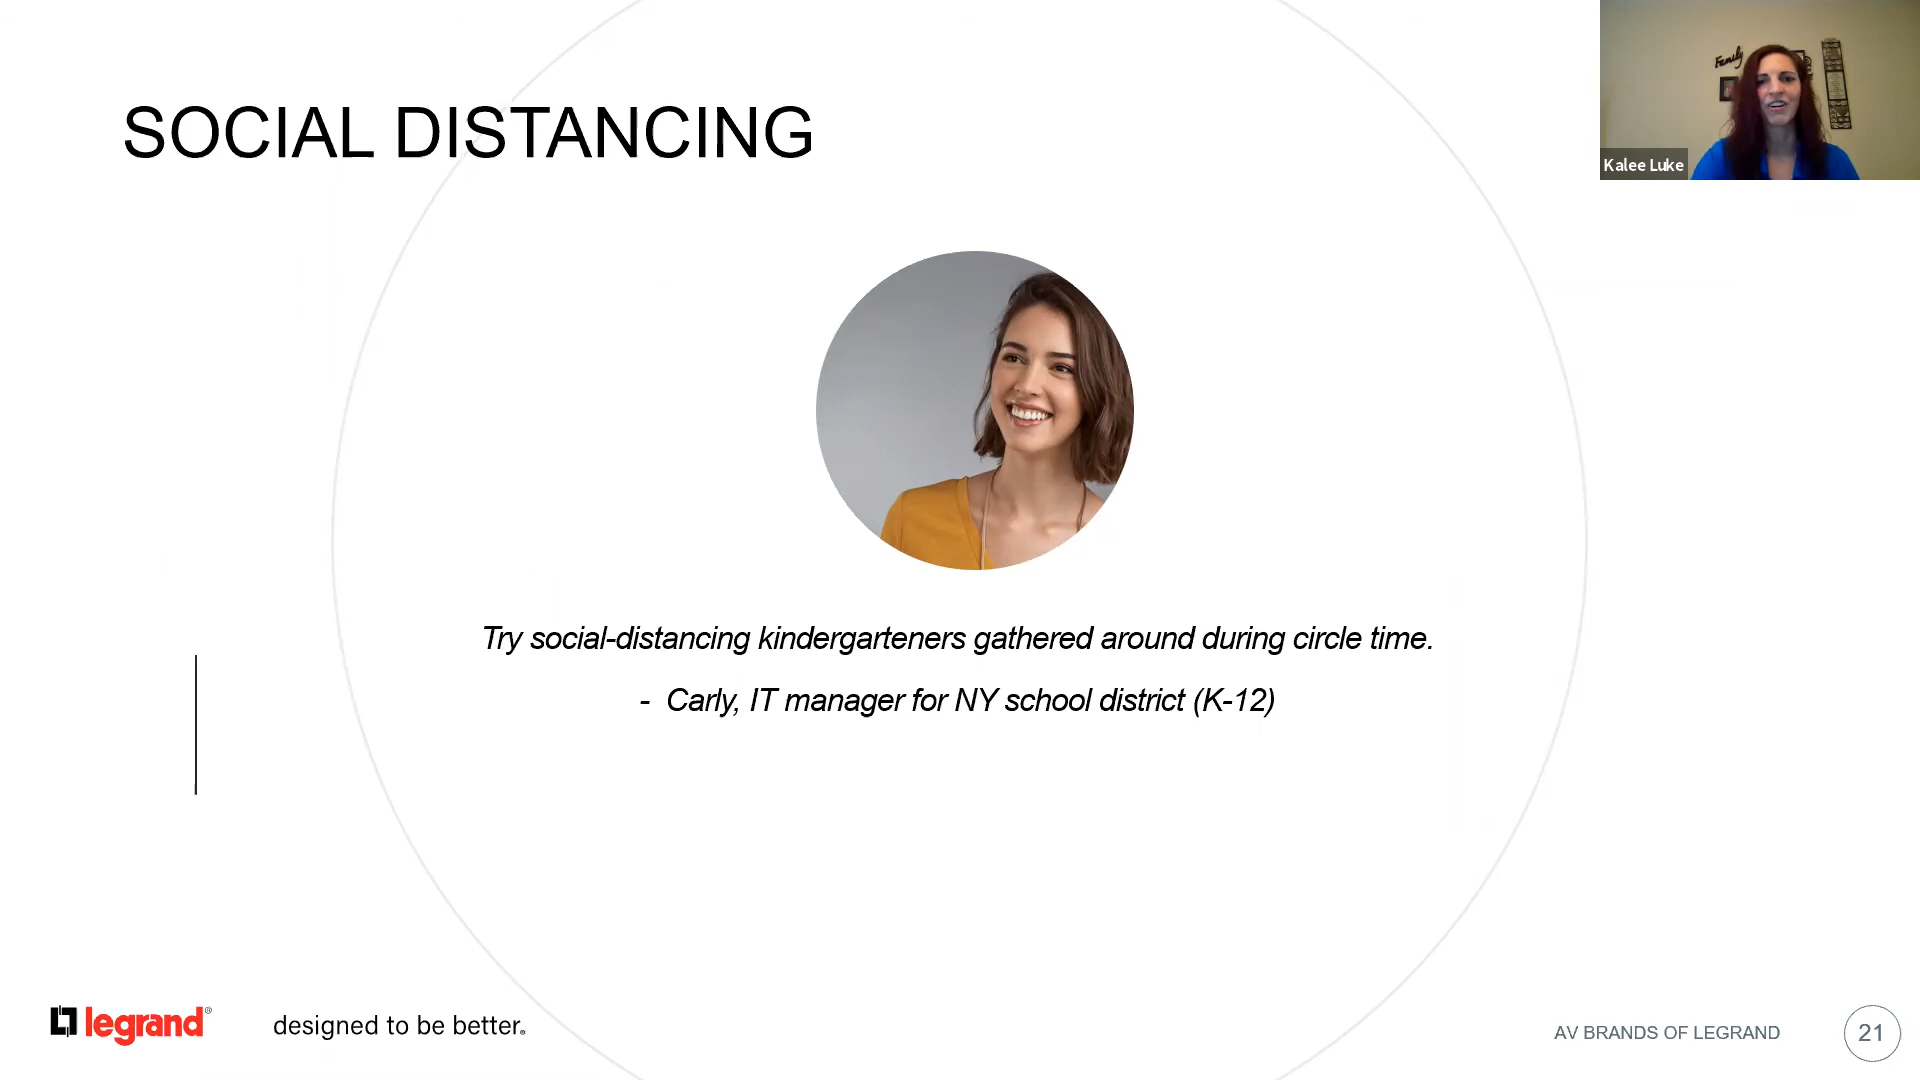 SOCIAL DISTANCING
Family
Kalee Luke
Try social-distancing kindergarteners gathered around during circle time.
- Carly, IT manager for NY school district (K-12)
legrand®
designed to be better.
AV BRANDS OF LEGRAND
21